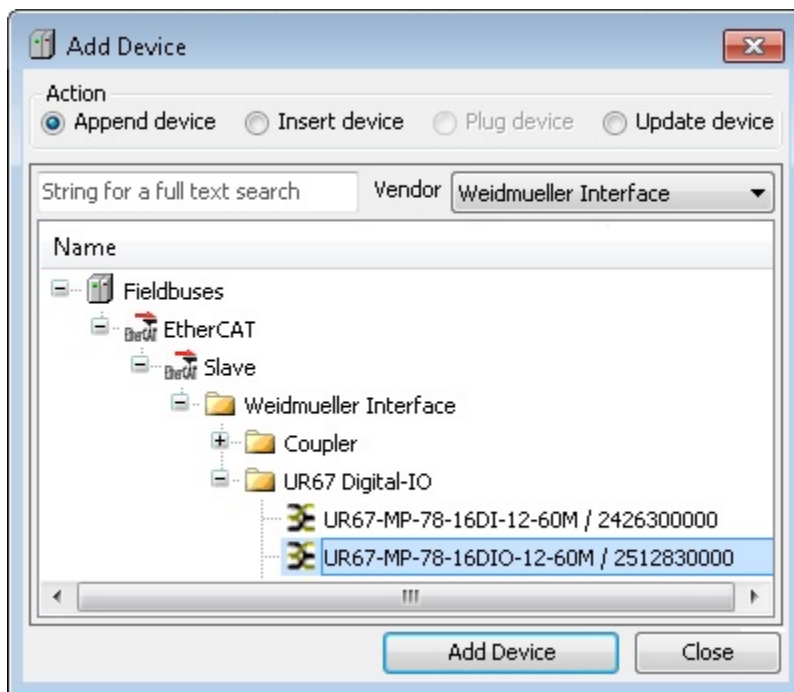 Add Device
Action
Append device Insert device Plug device Update device
String for a full text search Vendor Weidmueller Interface
Name
Fieldbuses
EtherCAT EtherCAT
EtherCAT Slave
Weidmueller Interface
Coupler
UR67 Digital-IO
UR67-MP-78-16DI-12-60M / 2426300000
UR67-MP-78-16DIO-12-60M / 2512830000
Add Device Close